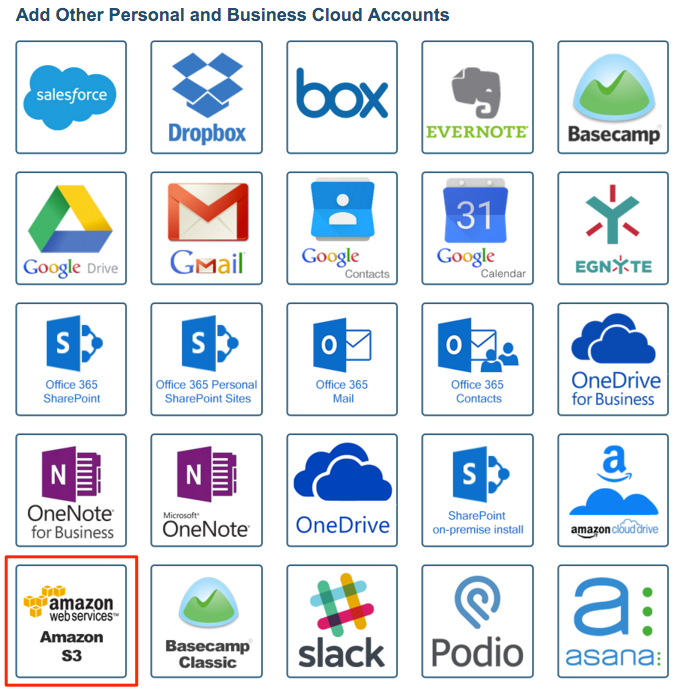 Add Other Personal and Business Cloud Accounts
salesforce
Dropbox
box
EVERNOTE
Basecamp
Google Drive
Gmail
Google
Contacts
31
Google
Calendar
EGNYTE
S
Office 365
SharePoint
S
Office 365 Personal
SharePoint Sites
O
Office 365
Mail
O
Office 365
Contacts
OneDrive
for Business
N
OneNote
for Business
N
Microsoft®
OneNote
OneDrive
S
SharePoint
on-premise install
a
amazon cloud drive
amazon
web services™
Amazon
S3
Basecamp
Classic
slack
Podio
a:
asana: